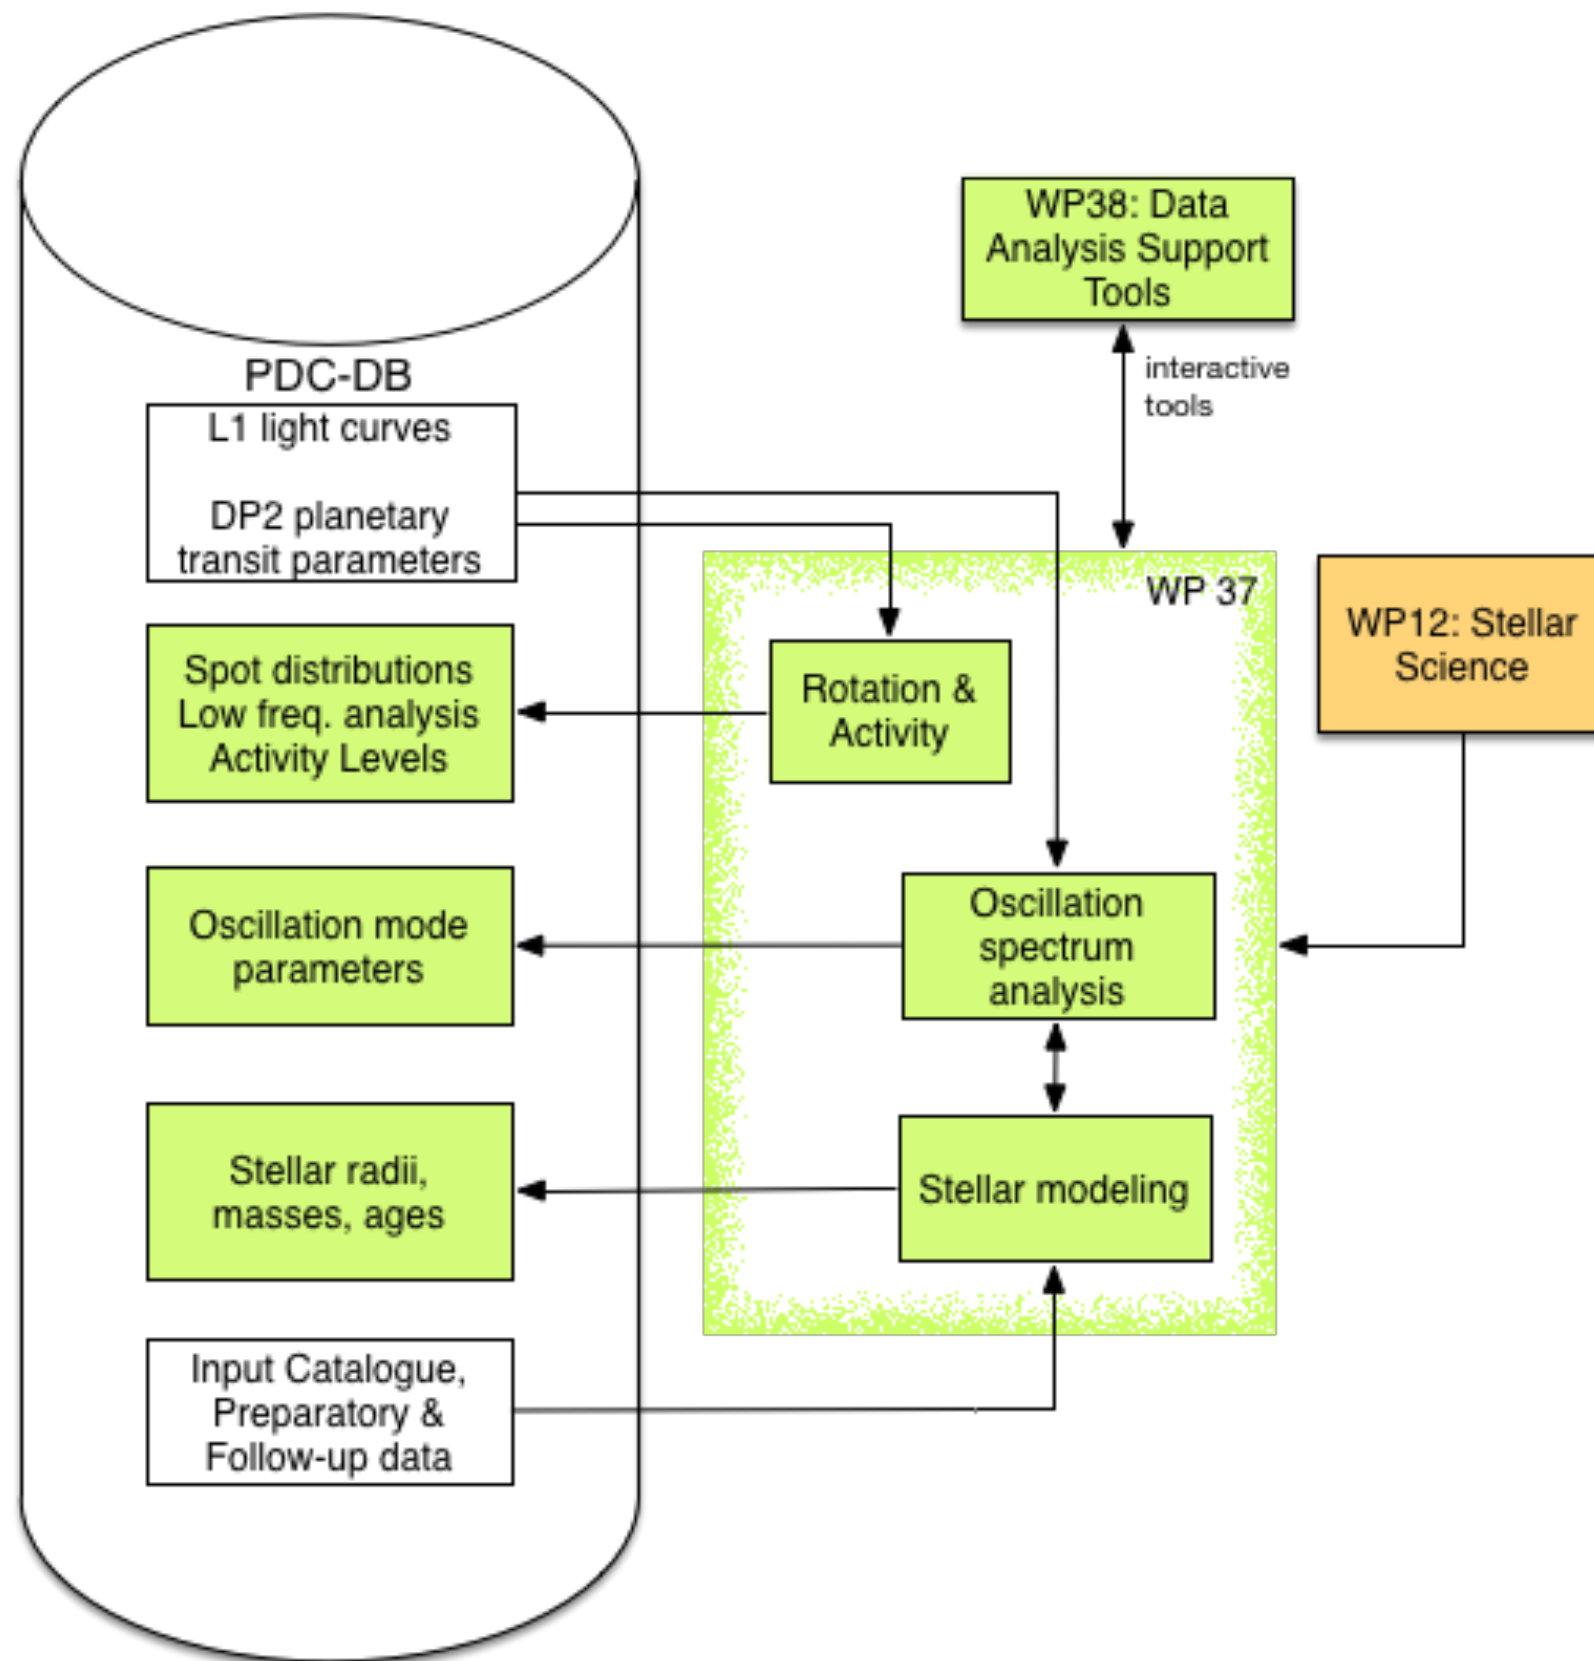 PDC-DB
L1 light curves
DP2 planetary
transit parameters
Spot distributions
Low freq. analysis
Activity Levels
Oscillation mode
parameters
Stellar radii,
masses, ages
Input Catalogue,
Preparatory &
Follow-up data
WP38: Data
Analysis Support
Tools
interactive
tools
WP 37
Rotation &
Activity
Oscillation
spectrum
analysis
Stellar modeling
WP12: Stellar
Science